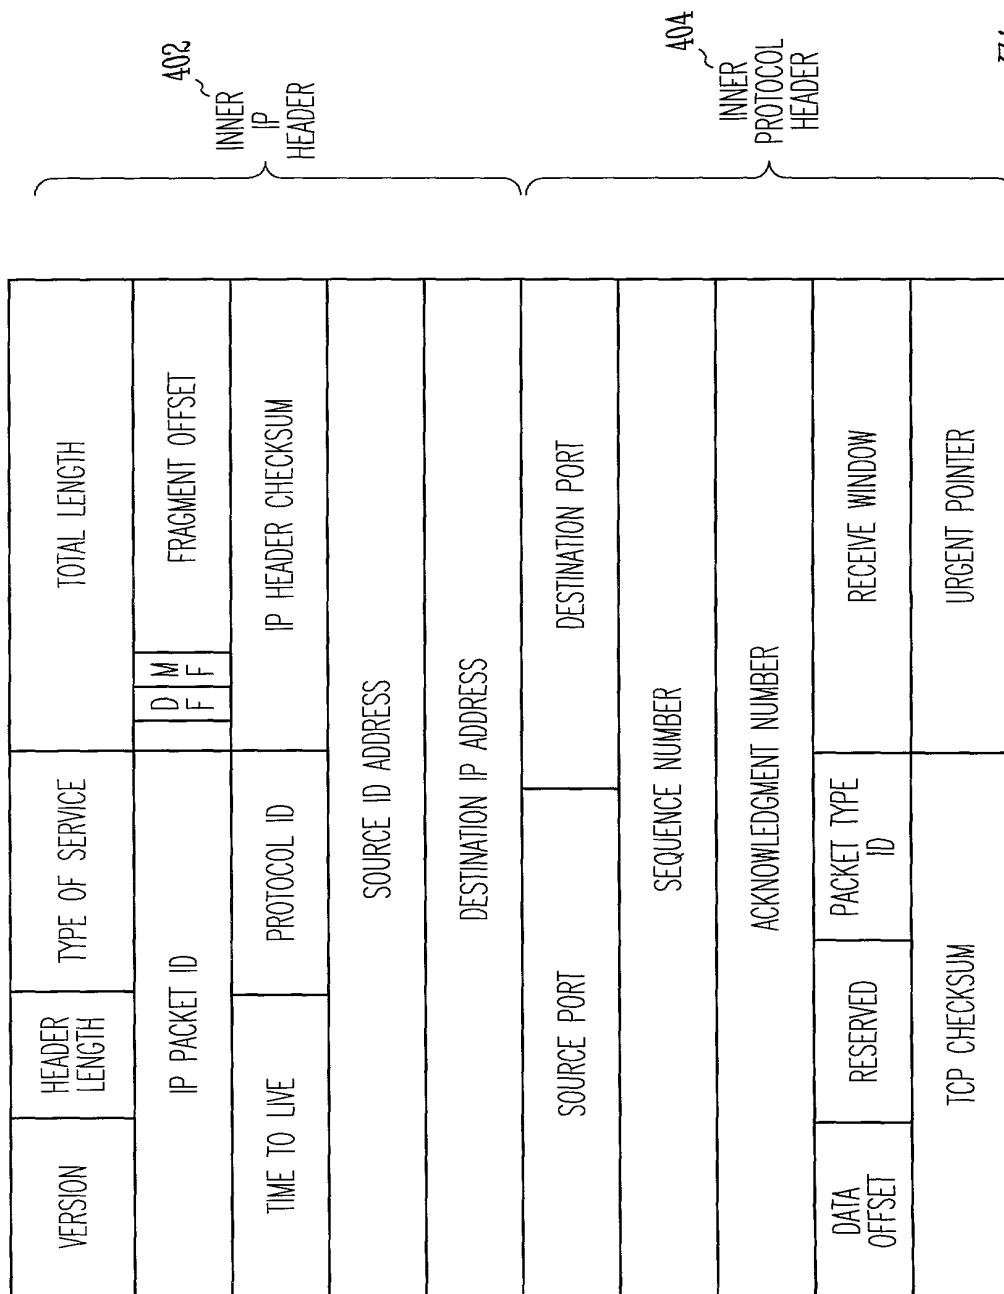 VERSION
HEADER
LENGTH
TYPE OF SERVICE
TOTAL LENGTH
IP PACKET ID
D
F
M
F
FRAGMENT OFFSET
TIME TO LIVE
PROTOCOL ID
IP HEADER CHECKSUM
SOURCE ID ADDRESS
DESTINATION IP ADDRESS
402
INNER
IP
HEADER
SOURCE PORT
DESTINATION PORT
SEQUENCE NUMBER
ACKNOWLEDGMENT NUMBER
DATA
OFFSET
RESERVED
PACKET TYPE
ID
RECEIVE WINDOW
TCP CHECKSUM
URGENT POINTER
404
INNER
PROTOCOL
HEADER